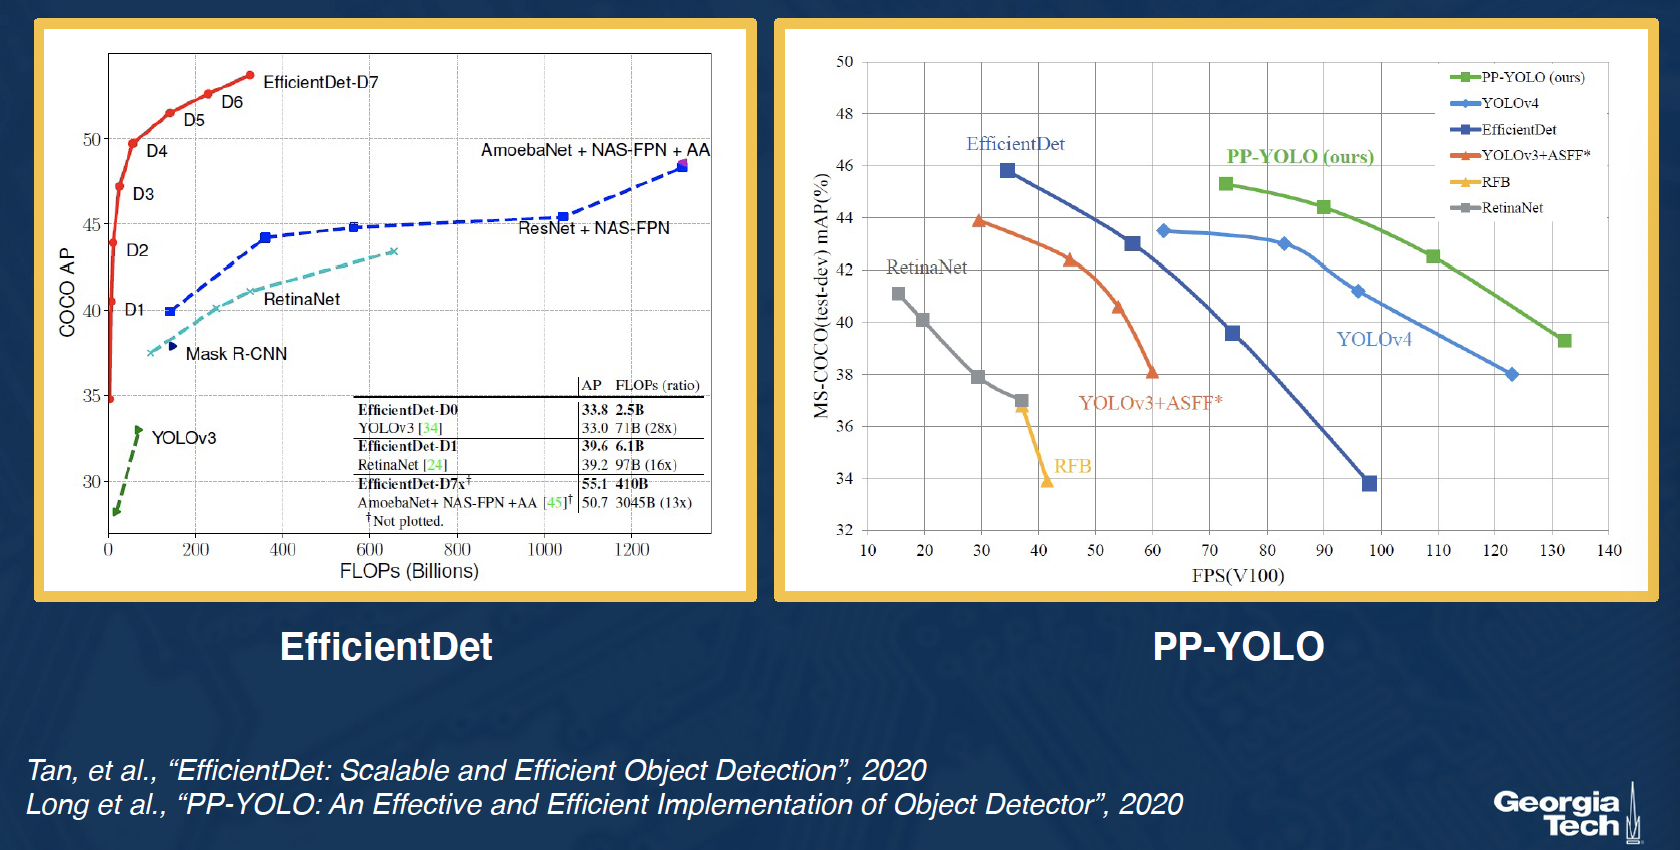 EfficientDet-D7
D6
D5
D4
D3
D2
D1
AmoebaNet + NAS-FPN + AA
ResNet + NAS-FPN
RetinaNet
Mask R-CNN
YOLOv3
50
45
40
35
30
COCO AP
0 200 400 600 800 1000 1200
FLOPs (Billions)
AP FLOPs (ratio)
EfficientDet-D0 33.8 2.5B
YOLOv3 [34] 33.0 71B (28x)
EfficientDet-D1 39.6 6.1B
RetinaNet [24] 39.2 97B (16x)
EfficientDet-D7x† 55.1 410B
AmoebaNet+ NAS-FPN +AA [45]† 50.7 3045B (13x)
†Not plotted.
50
48
46
44
42
40
38
36
34
32
MS-COCO(test-dev) mAP(%)
10 20 30 40 50 60 70 80 90 100 110 120 130 140
FPS(V100)
PP-YOLO (ours)
YOLOv4
EfficientDet
YOLOv3+ASFF*
RFB
RetinaNet
EfficientDet
PP-YOLO (ours)
RetinaNet
YOLOv4
YOLOv3+ASFF*
RFB
EfficientDet
PP-YOLO
Tan, et al., “EfficientDet: Scalable and Efficient Object Detection”, 2020
Long et al., “PP-YOLO: An Effective and Efficient Implementation of Object Detector”, 2020
Georgia
Tech